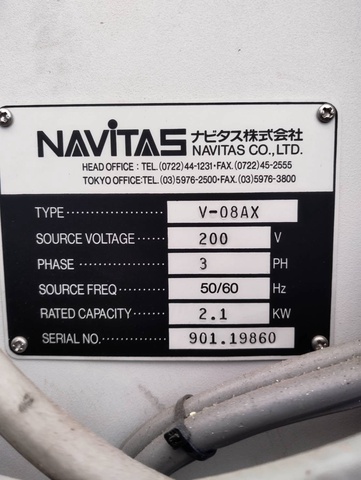 NAVITAS ナビタス株式会社
NAVITAS CO.,LTD.
HEAD OFFICE : TEL.(0722)44-1231・FAX.(0722)45-2555
TOKYO OFFICE:TEL.(03)5976-2500・FAX.(03)5976-3800
TYPE ·················· V-08AX
SOURCE VOLTAGE ········ 200 V
PHASE ················· 3 PH
SOURCE FREQ ··········· 50/60 Hz
RATED CAPACITY ········ 2.1 KW
SERIAL NO. ············ 901.19860